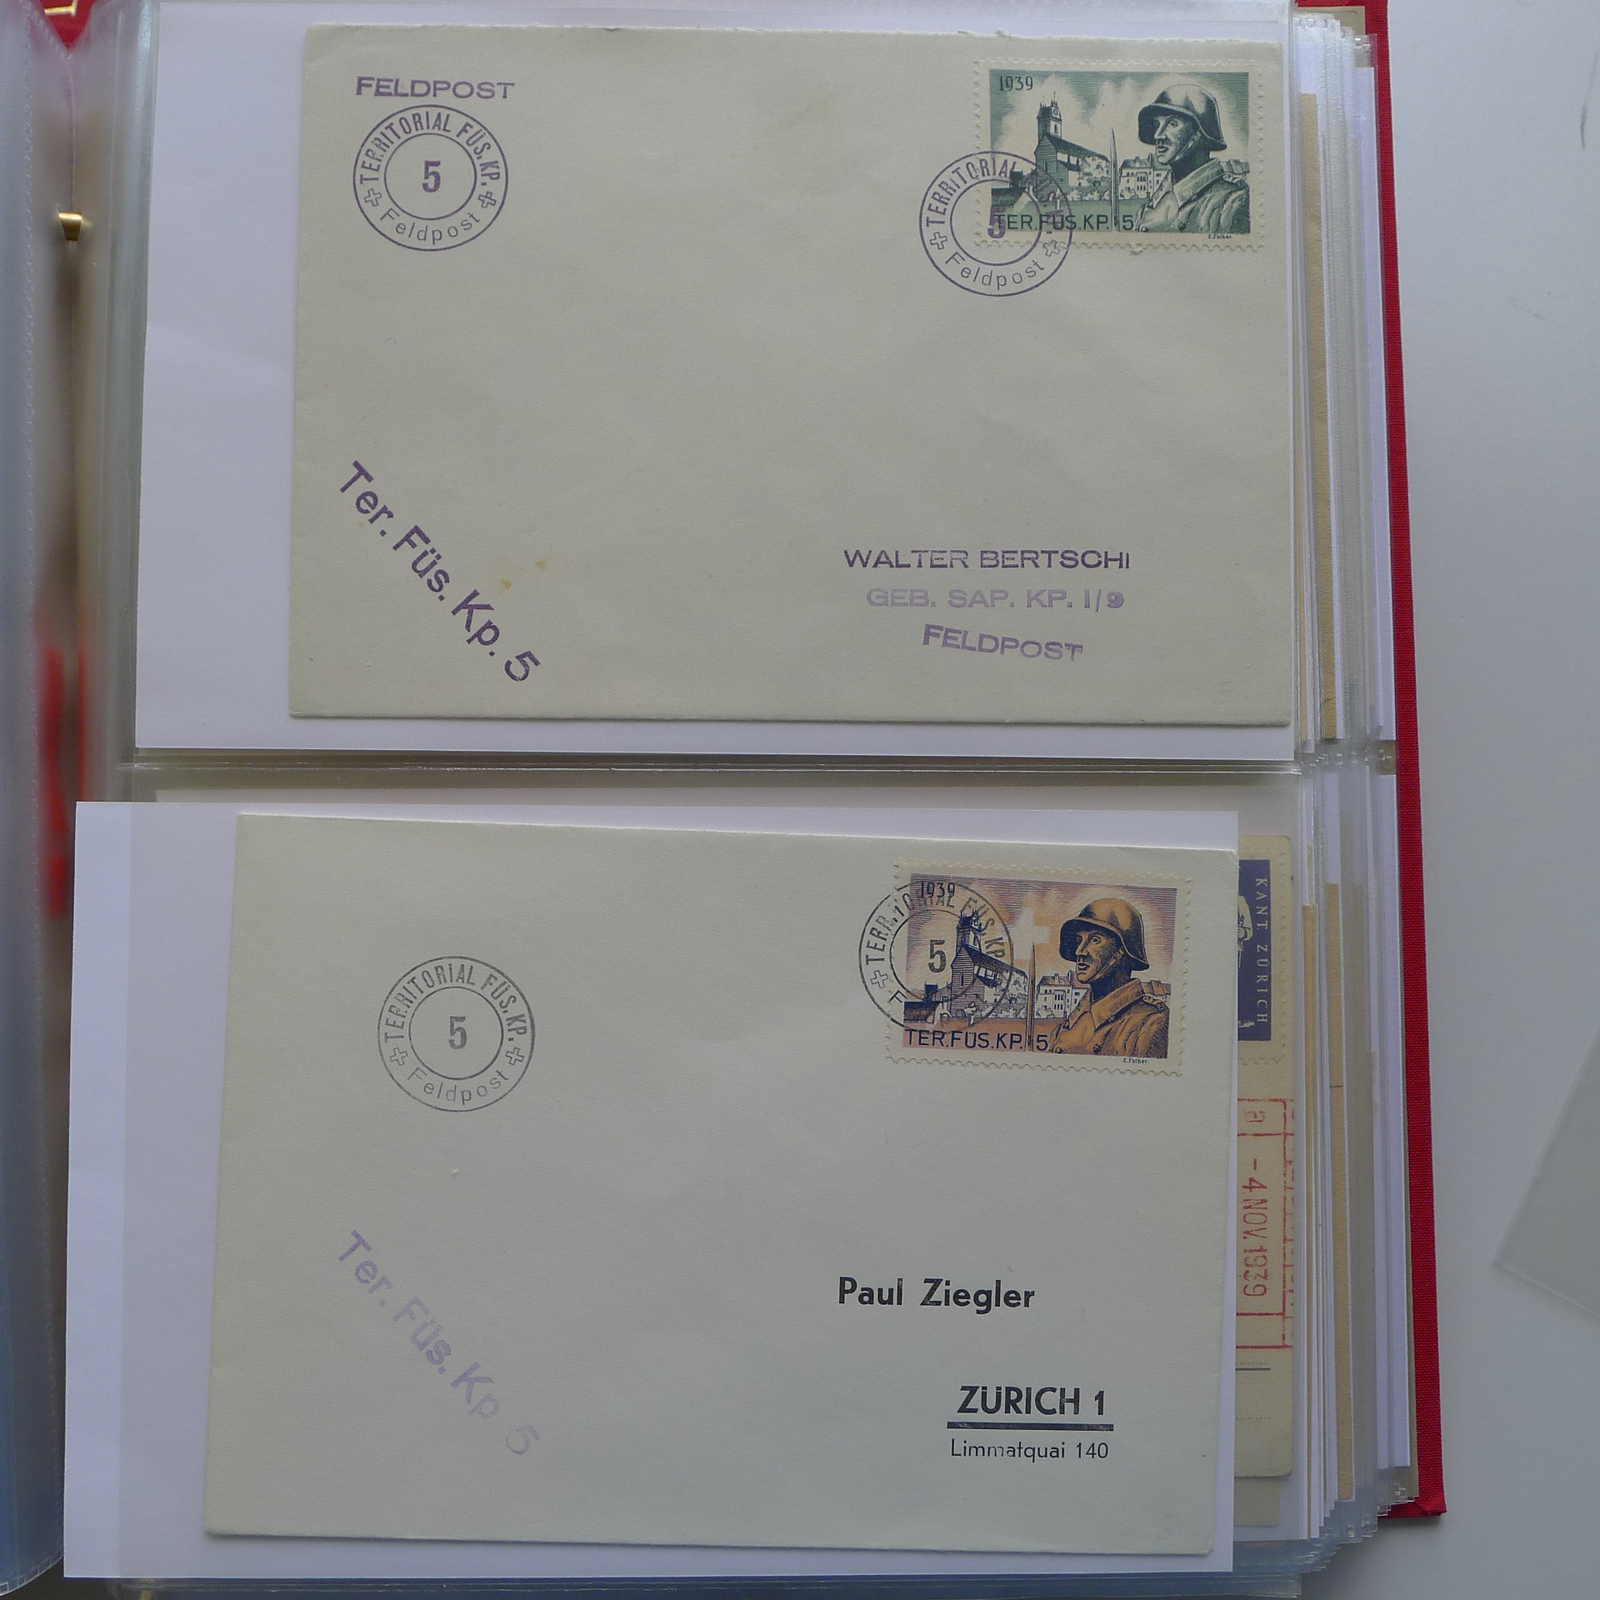 FELDPOST
TERRITORIAL FÜS.KP.
5
Feldpost
1939
TER.FÜS.KP. 5
TERRITORIAL
5
Feldpost
Ter. Füs. Kp. 5
WALTER BERTSCHI
GEB. SAP. KP. I/9
FELDPOST
1939
TER.FÜS.KP. 5
TERRITORIAL FÜS.KP.
5
TERRITORIAL FÜS.KP.
5
Feldpost
Ter. Füs. Kp 5
Paul Ziegler
ZÜRICH 1
Limmatquai 140
KANT. ZÜRICH
a
-4 NOV. 1939